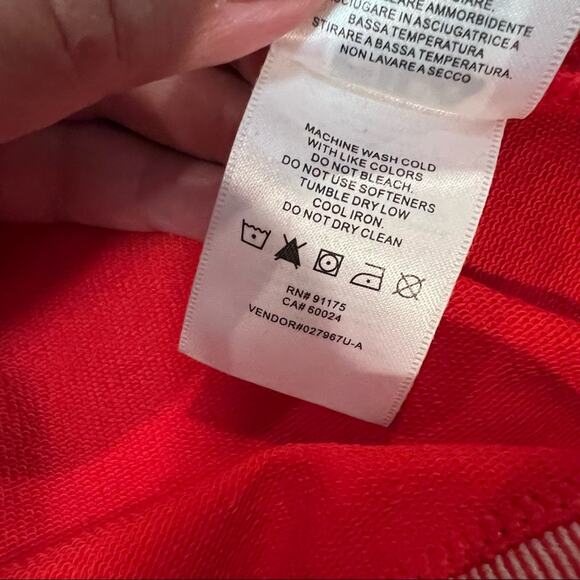 AMMORBIDENTE
ASCIUGARE IN ASCIUGATRICE A
BASSA TEMPERATURA
STIRARE A BASSA TEMPERATURA
NON LAVARE A SECCO
MACHINE WASH COLD
WITH LIKE COLORS
DO NOT BLEACH.
DO NOT USE SOFTENERS
TUMBLE DRY LOW
COOL IRON.
DO NOT DRY CLEAN
RN# 91175
CA# 60024
VENDOR#027967U-A